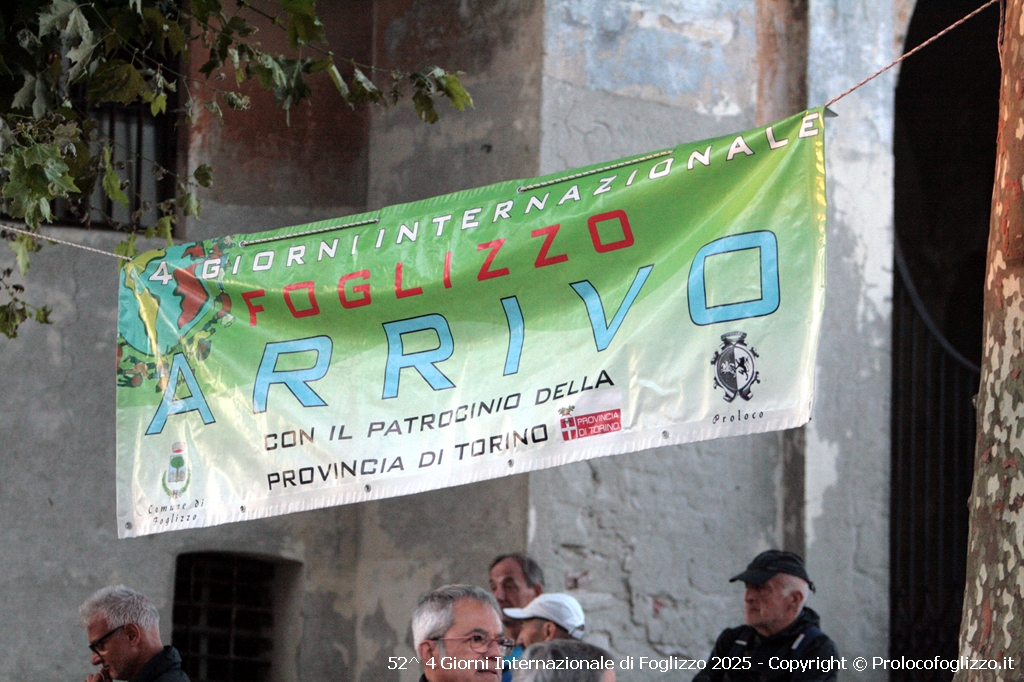 4 GIORNI INTERNAZIONALE
FOGLIZZO
ARRIVO
CON IL PATROCINIO DELLA
PROVINCIA DI TORINO
PROVINCIA
DI TORINO
Proloco
Comune di
Foglizzo
52^ 4 Giorni Internazionale di Foglizzo 2025 - Copyright © Prolocofoglizzo.it